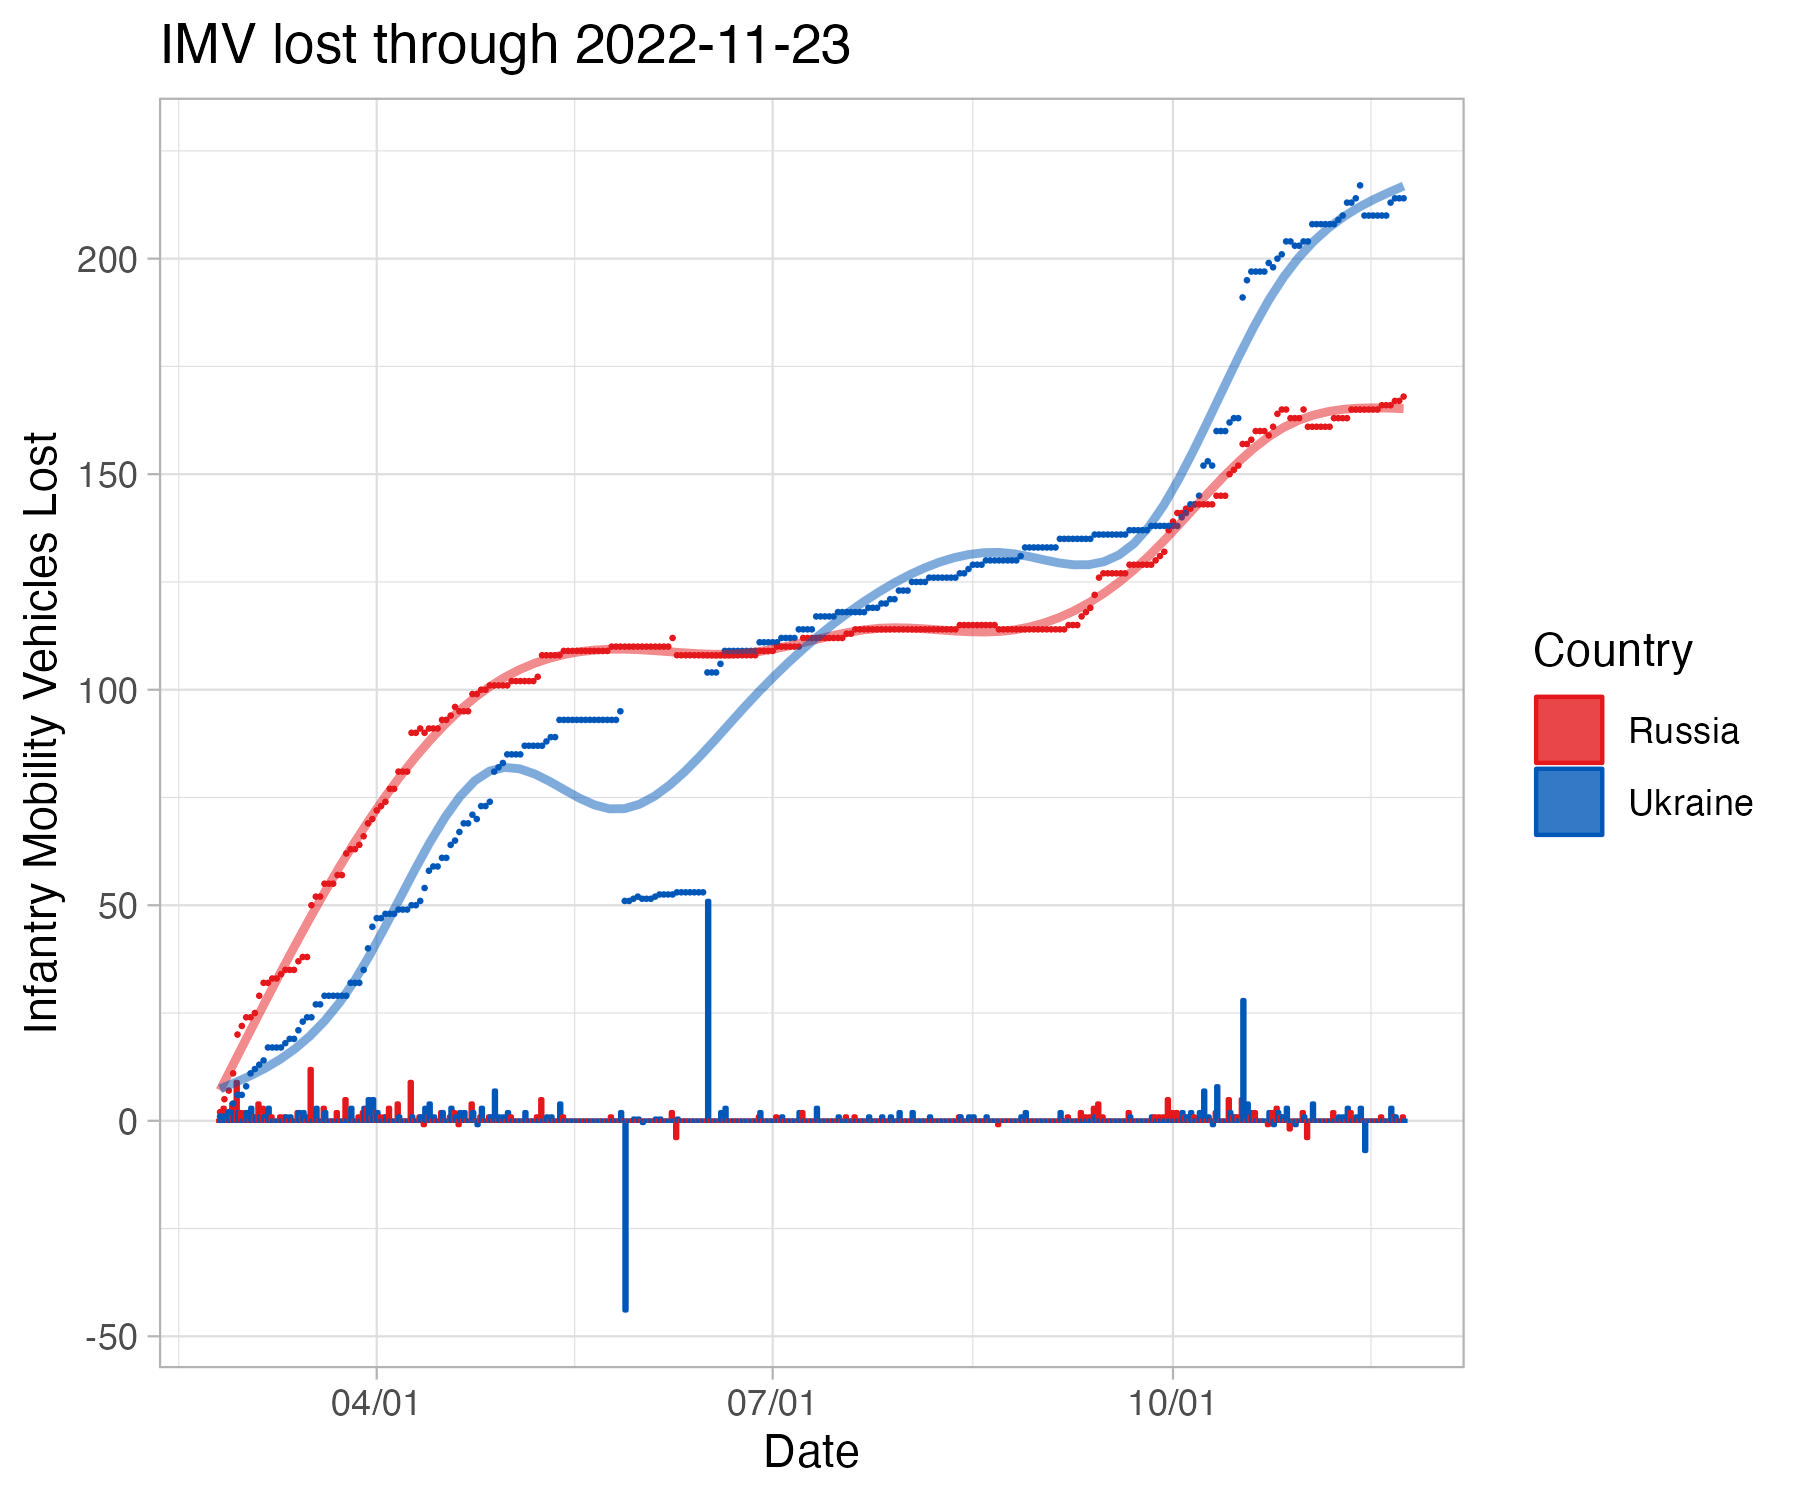 IMV lost through 2022-11-23
Infantry Mobility Vehicles Lost
200
150
100
50
0
-50
04/01
07/01
10/01
Date
Country
Russia
Ukraine